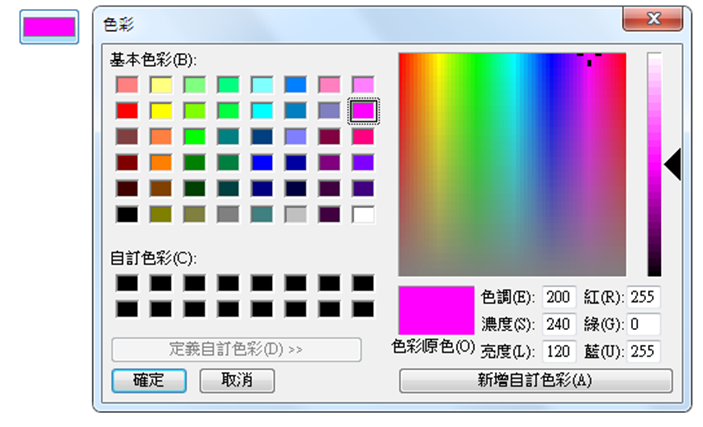 色彩
基本色彩(B):
自訂色彩(C):
定義自訂色彩(D) >>
確定
取消
色彩原色(O)
色調(E): 200
紅(R): 255
濃度(S): 240
綠(G): 0
亮度(L): 120
藍(U): 255
新增自訂色彩(A)